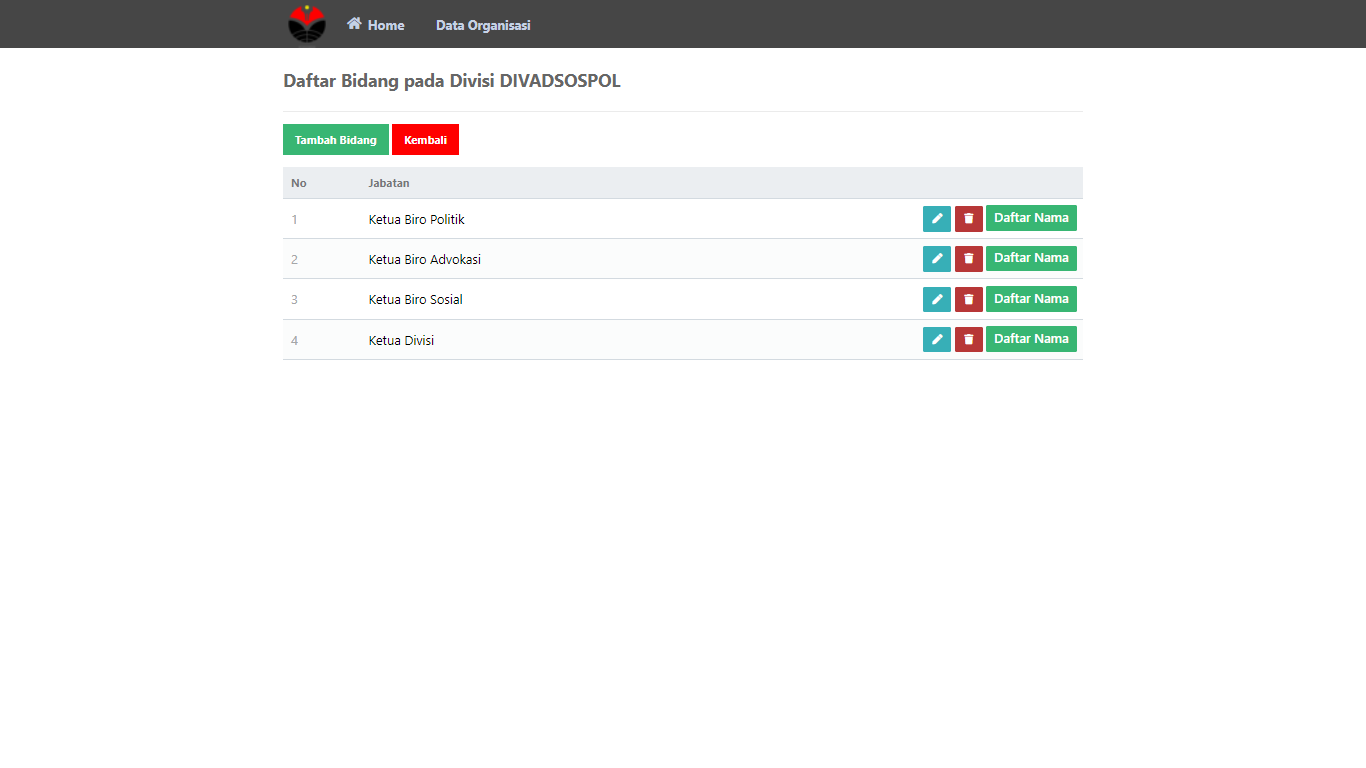 Home Data Organisasi
Daftar Bidang pada Divisi DIVADSOSPOL
Tambah Bidang Kembali
No Jabatan
1 Ketua Biro Politik Daftar Nama
2 Ketua Biro Advokasi Daftar Nama
3 Ketua Biro Sosial Daftar Nama
4 Ketua Divisi Daftar Nama